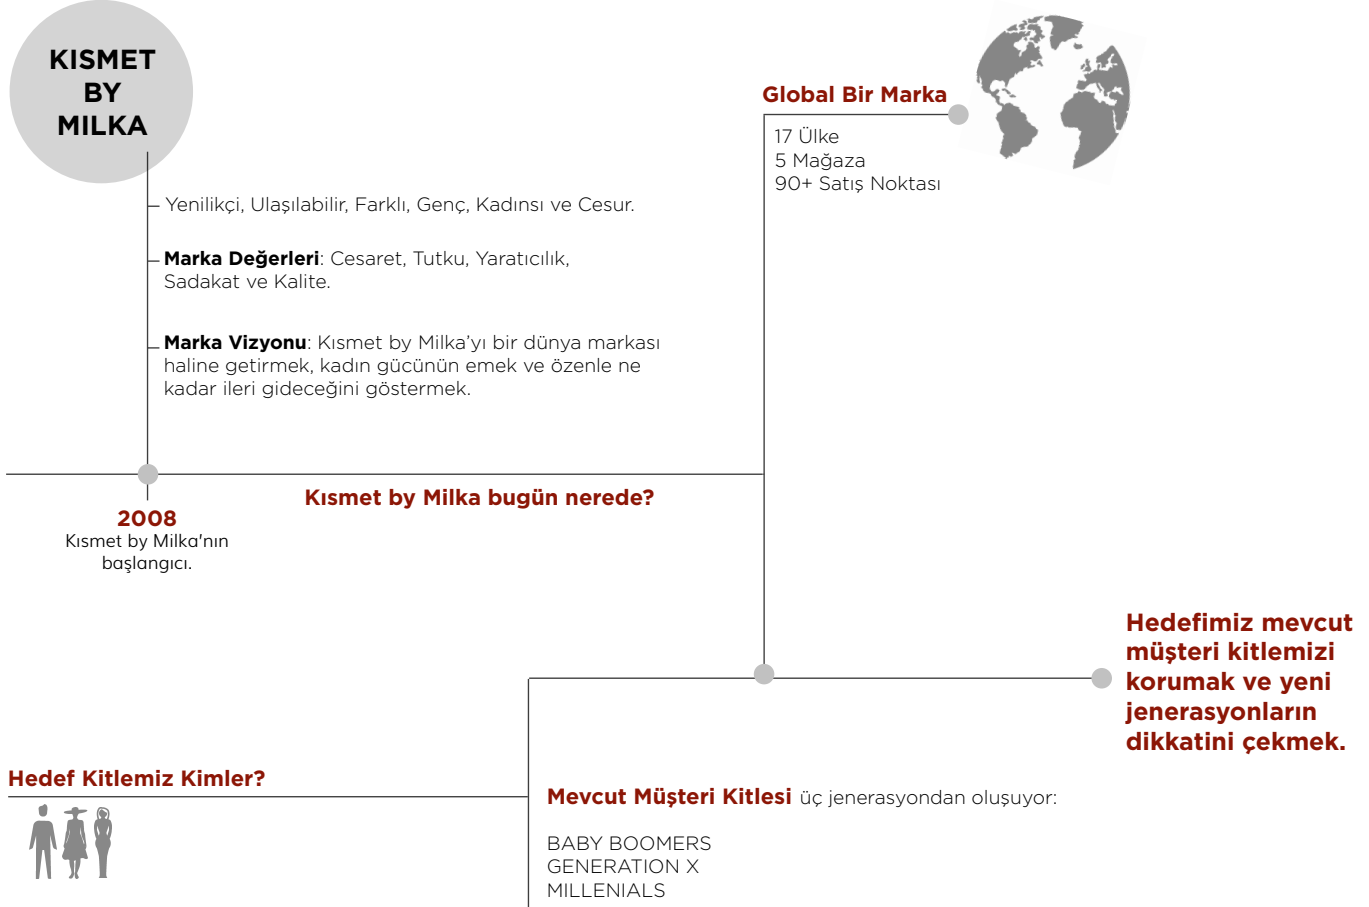 KISMET
BY
MILKA
Yenilikçi, Ulaşılabilir, Farklı, Genç, Kadınsı ve Cesur.
Marka Değerleri: Cesaret, Tutku, Yaratıcılık,
Sadakat ve Kalite.
Marka Vizyonu: Kısmet by Milka’yı bir dünya markası
haline getirmek, kadın gücünün emek ve özenle ne
kadar ileri gideceğini göstermek.
2008
Kısmet by Milka'nın
başlangıcı.
Kısmet by Milka bugün nerede?
Global Bir Marka
17 Ülke
5 Mağaza
90+ Satış Noktası
Hedefimiz mevcut
müşteri kitlemizi
korumak ve yeni
jenerasyonların
dikkatini çekmek.
Hedef Kitlemiz Kimler?
Mevcut Müşteri Kitlesi üç jenerasyondan oluşuyor:
BABY BOOMERS
GENERATION X
MILLENIALS